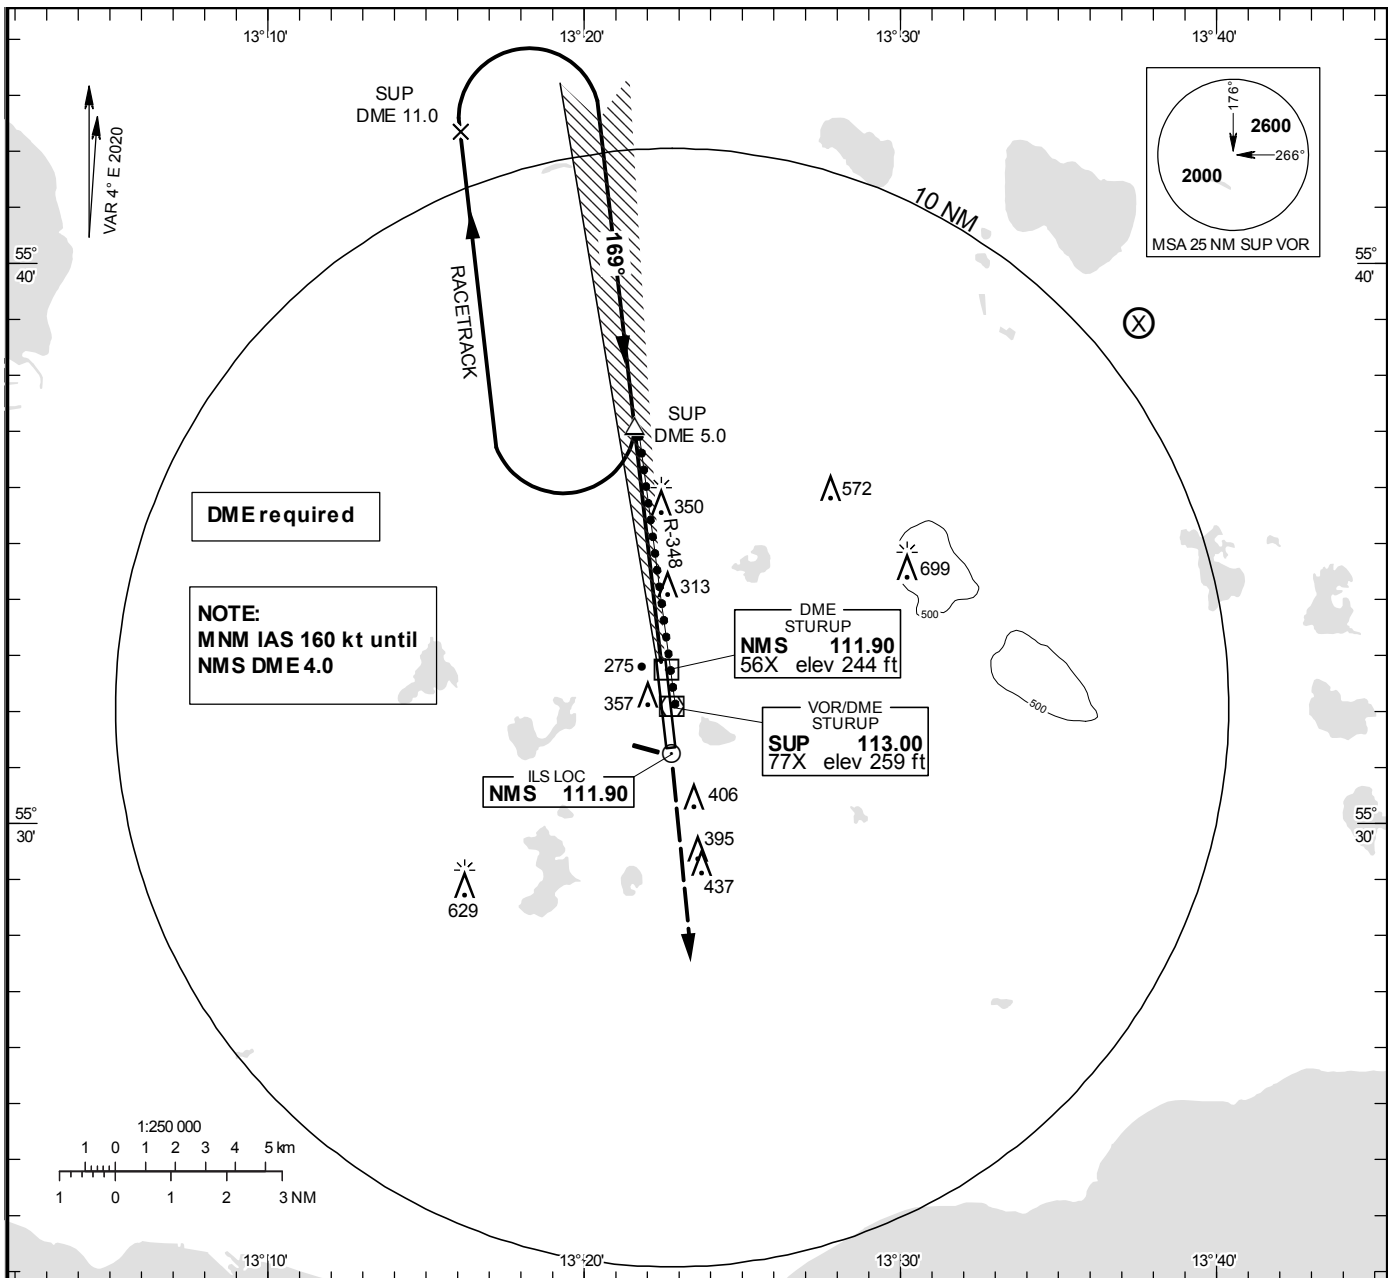 13°10'
13°20'
13°30'
13°40'
SUP
DME 11.0
VAR 4° E 2020
176°
2600
266°
2000
MSA 25 NM SUP VOR
10 NM
55°
40'
55°
40'
169°
RACETRACK
X
SUP
DME 5.0
572
350
R-348
699
313
500
DME required
NOTE:
MNM IAS 160 kt until
NMS DME 4.0
DME
STURUP
NMS 111.90
56X elev 244 ft
275
357
500
VOR/DME
STURUP
SUP 113.00
77X elev 259 ft
ILS LOC
NMS 111.90
406
55°
30'
55°
30'
395
437
629
1:250 000
1 0 1 2 3 4 5 km
1 0 1 2 3 NM
13°10'
13°20'
13°30'
13°40'